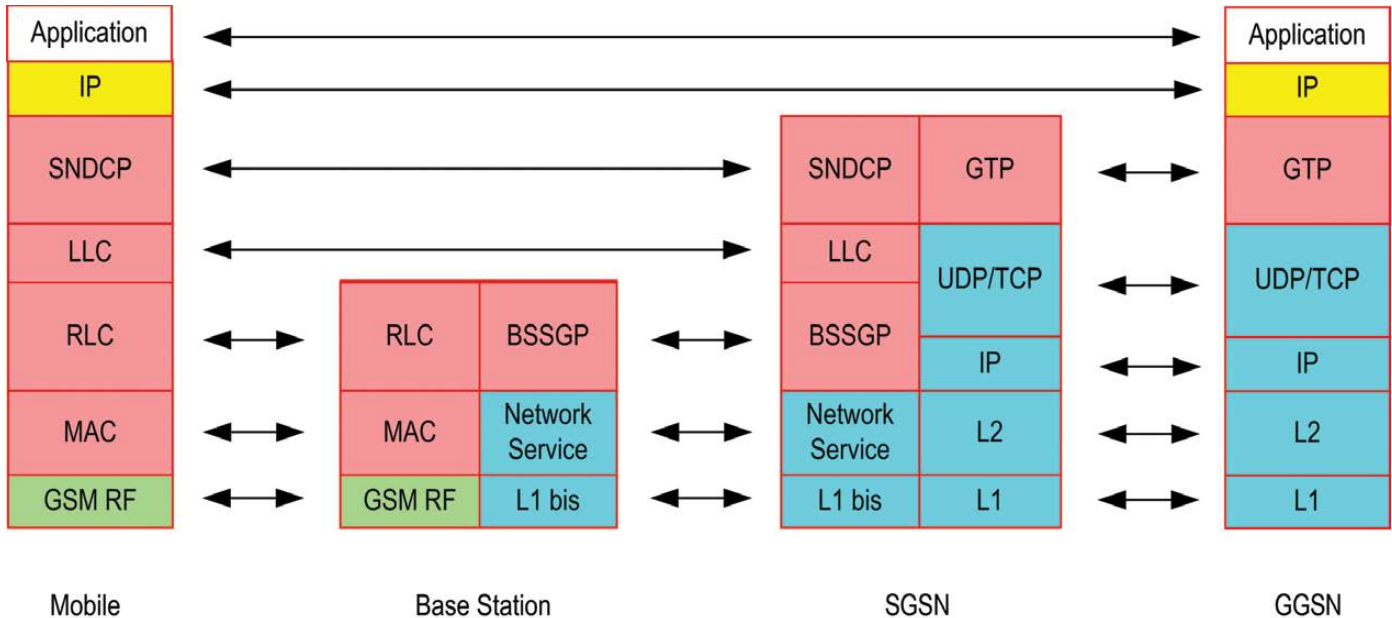 Application
IP
SNDCP
LLC
RLC
MAC
GSM RF
Mobile
RLC
BSSGP
MAC
Network
Service
GSM RF
L1 bis
Base Station
SNDCP
GTP
LLC
UDP/TCP
BSSGP
IP
Network
Service
L2
L1 bis
L1
SGSN
Application
IP
GTP
UDP/TCP
IP
L2
L1
GGSN